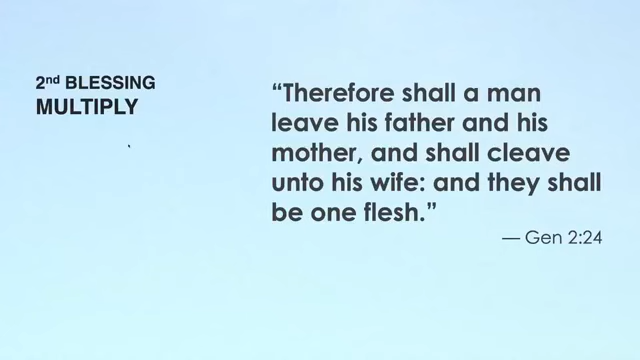 2nd BLESSING
MULTIPLY
“Therefore shall a man
leave his father and his
mother, and shall cleave
unto his wife: and they shall
be one flesh.”
— Gen 2:24